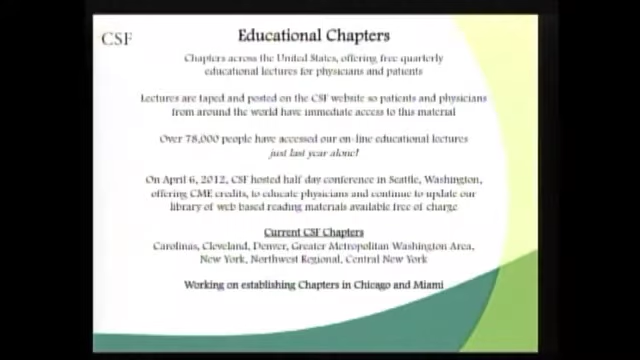 CSF
Educational Chapters
Chapters across the United States, offering free quarterly
educational lectures for physicians and patients
Lectures are taped and posted on the CSF website so patients and physicians
from around the world have immediate access to this material
Over 78,000 people have accessed our on-line educational lectures
just last year alone!
On April 6, 2012, CSF hosted half day conference in Seattle, Washington,
offering CME credits, to educate physicians and continue to update our
library of web based reading materials available free of charge
Current CSF Chapters
Carolinas, Cleveland, Denver, Greater Metropolitan Washington Area,
New York, Northwest Regional, Central New York
Working on establishing Chapters in Chicago and Miami